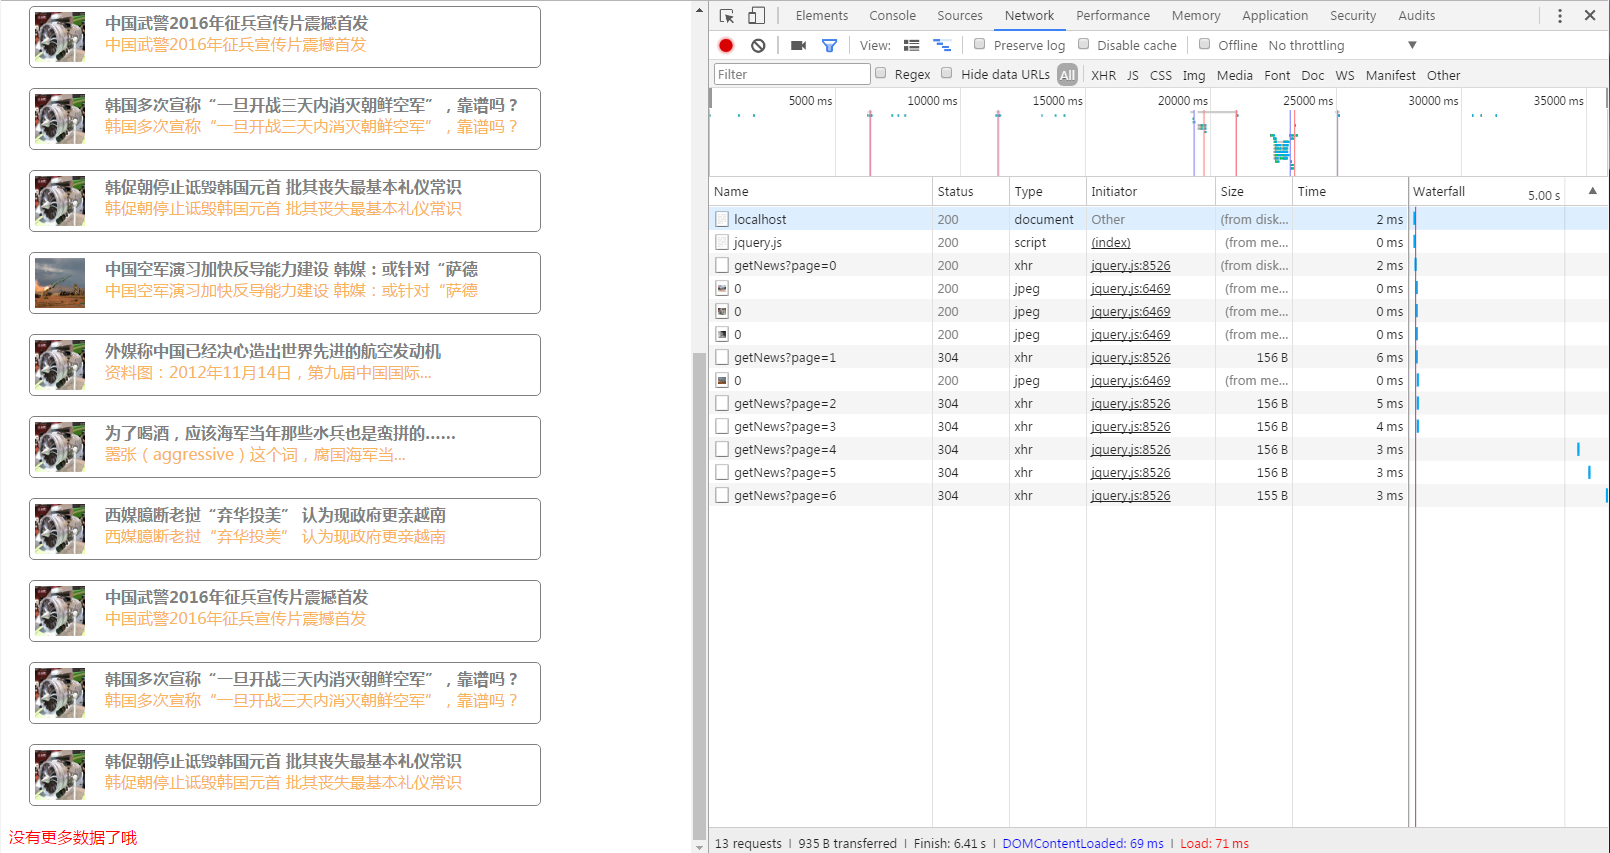 中国武警2016年征兵宣传片震撼首发
中国武警2016年征兵宣传片震撼首发
韩国多次宣称“一旦开战三天内消灭朝鲜空军”，靠谱吗？
韩国多次宣称“一旦开战三天内消灭朝鲜空军”，靠谱吗？
韩促朝停止诋毁韩国元首 批其丧失最基本礼仪常识
韩促朝停止诋毁韩国元首 批其丧失最基本礼仪常识
中国空军演习加快反导能力建设 韩媒：或针对“萨德
中国空军演习加快反导能力建设 韩媒：或针对“萨德
外媒称中国已经决心造出世界先进的航空发动机
资料图：2012年11月14日，第九届中国国际...
为了喝酒，应该海军当年那些水兵也是蛮拼的……
嚣张（aggressive）这个词，腐国海军当...
西媒臆断老挝“弃华投美” 认为现政府更亲越南
西媒臆断老挝“弃华投美” 认为现政府更亲越南
中国武警2016年征兵宣传片震撼首发
中国武警2016年征兵宣传片震撼首发
韩国多次宣称“一旦开战三天内消灭朝鲜空军”，靠谱吗？
韩国多次宣称“一旦开战三天内消灭朝鲜空军”，靠谱吗？
韩促朝停止诋毁韩国元首 批其丧失最基本礼仪常识
韩促朝停止诋毁韩国元首 批其丧失最基本礼仪常识
没有更多数据了哦
Elements Console Sources Network Performance Memory Application Security Audits
View: Preserve log Disable cache Offline No throttling
Filter Regex Hide data URLs All XHR JS CSS Img Media Font Doc WS Manifest Other
5000 ms 10000 ms 15000 ms 20000 ms 25000 ms 30000 ms 35000 ms
Name Status Type Initiator Size Time Waterfall 5.00 s
localhost 200 document Other (from disk... 2 ms
jquery.js 200 script (index) (from me... 0 ms
getNews?page=0 200 xhr jquery.js:8526 (from disk... 2 ms
0 200 jpeg jquery.js:6469 (from me... 0 ms
0 200 jpeg jquery.js:6469 (from me... 0 ms
0 200 jpeg jquery.js:6469 (from me... 0 ms
getNews?page=1 304 xhr jquery.js:8526 156 B 6 ms
0 200 jpeg jquery.js:6469 (from me... 0 ms
getNews?page=2 304 xhr jquery.js:8526 156 B 5 ms
getNews?page=3 304 xhr jquery.js:8526 156 B 4 ms
getNews?page=4 304 xhr jquery.js:8526 156 B 3 ms
getNews?page=5 304 xhr jquery.js:8526 156 B 3 ms
getNews?page=6 304 xhr jquery.js:8526 155 B 3 ms
13 requests | 935 B transferred | Finish: 6.41 s | DOMContentLoaded: 69 ms | Load: 71 ms